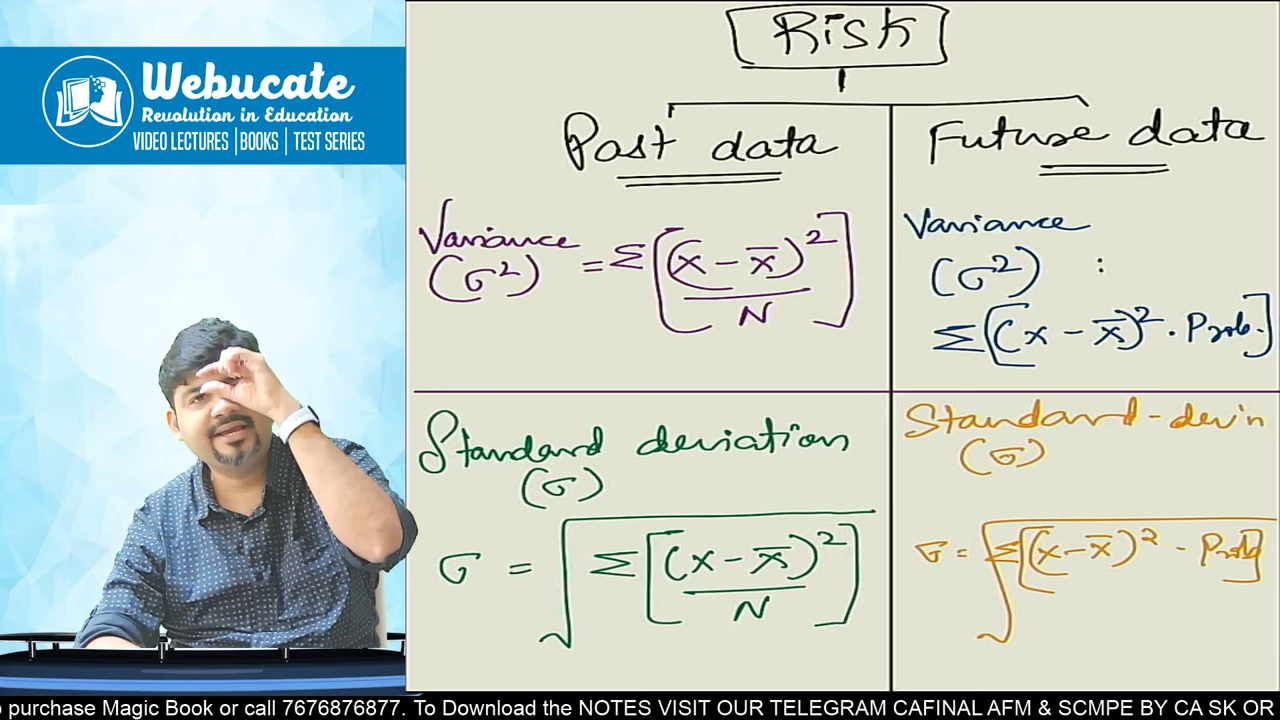 Webucate
Revolution in Education
VIDEO LECTURES | BOOKS | TEST SERIES
Risk
Past data
Variance
(σ²) = Σ[(x - x̄)²/N]
Standard deviation
(σ)
σ = √Σ[(x - x̄)²/N]
Future data
Variance
(σ²) :
Σ[(x - x̄)² . Prob.]
Standard-devi'n
(σ)
σ = √Σ[(x - x̄)² - Prob]
purchase Magic Book or call 7676876877. To Download the NOTES VISIT OUR TELEGRAM CAFINAL AFM & SCMPE BY CA SK OR